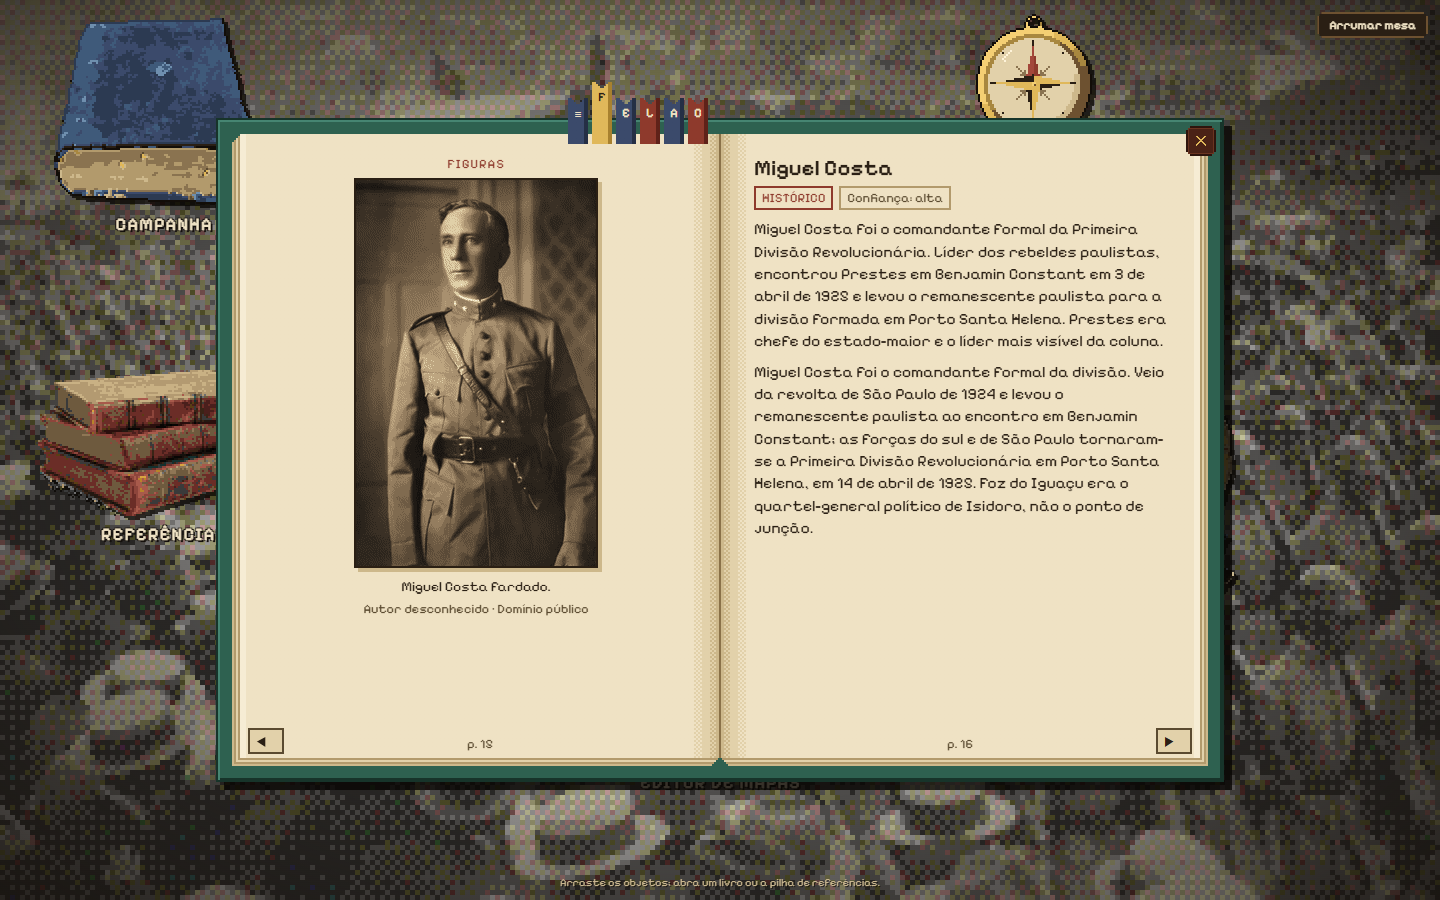 Arrumar mesa
≡ F E L A O
CAMPANHA
REFERÊNCIA
FIGURAS
Miguel Costa fardado.
Autor desconhecido · Domínio público
p. 15
Miguel Costa
HISTÓRICO
Confiança: alta
Miguel Costa foi o comandante formal da Primeira
Divisão Revolucionária. Líder dos rebeldes paulistas,
encontrou Prestes em Benjamin Constant em 3 de
abril de 1925 e levou o remanescente paulista para a
divisão formada em Porto Santa Helena. Prestes era
chefe do estado-maior e o líder mais visível da coluna.
Miguel Costa foi o comandante formal da divisão. Veio
da revolta de São Paulo de 1924 e levou o
remanescente paulista ao encontro em Benjamin
Constant; as forças do sul e de São Paulo tornaram-
se a Primeira Divisão Revolucionária em Porto Santa
Helena, em 14 de abril de 1925. Foz do Iguaçu era o
quartel-general político de Isidoro, não o ponto de
junção.
p. 16
EDITOR DE MAPAS
Arraste os objetos; abra um livro ou a pilha de referências.